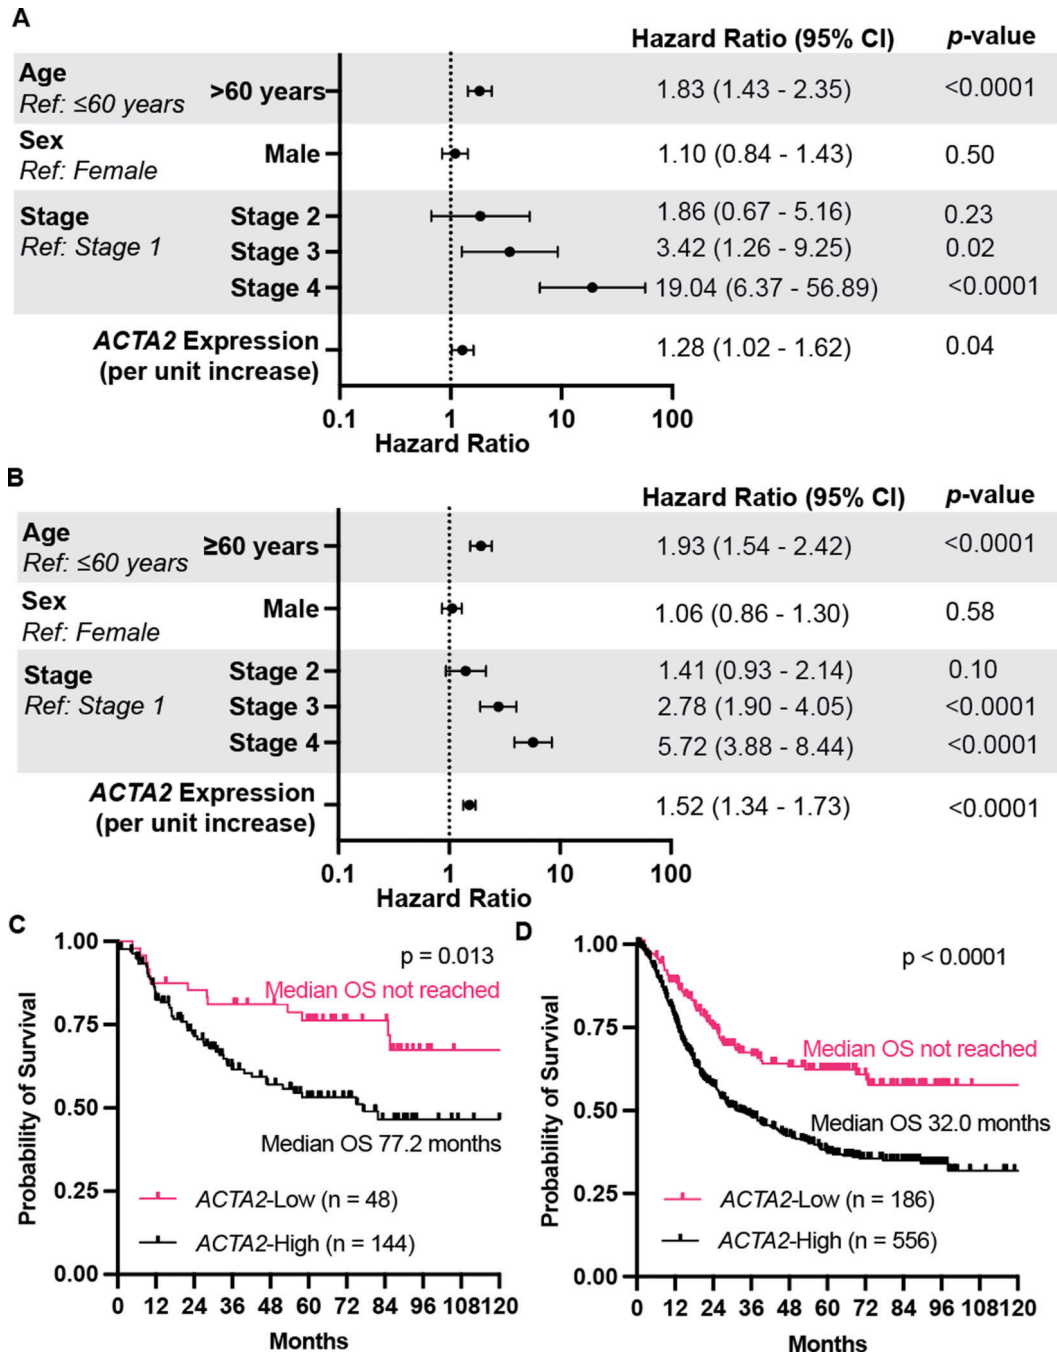 A
Hazard Ratio (95% CI) p-value
Age
Ref: ≤60 years
>60 years 1.83 (1.43 - 2.35) <0.0001
Sex
Ref: Female
Male 1.10 (0.84 - 1.43) 0.50
Stage
Ref: Stage 1
Stage 2 1.86 (0.67 - 5.16) 0.23
Stage 3 3.42 (1.26 - 9.25) 0.02
Stage 4 19.04 (6.37 - 56.89) <0.0001
ACTA2 Expression
(per unit increase)
1.28 (1.02 - 1.62) 0.04
0.1 1 10 100
Hazard Ratio
B
Hazard Ratio (95% CI) p-value
Age
Ref: ≤60 years
≥60 years 1.93 (1.54 - 2.42) <0.0001
Sex
Ref: Female
Male 1.06 (0.86 - 1.30) 0.58
Stage
Ref: Stage 1
Stage 2 1.41 (0.93 - 2.14) 0.10
Stage 3 2.78 (1.90 - 4.05) <0.0001
Stage 4 5.72 (3.88 - 8.44) <0.0001
ACTA2 Expression
(per unit increase)
1.52 (1.34 - 1.73) <0.0001
0.1 1 10 100
Hazard Ratio
C
Probability of Survival
1.00
0.75
0.50
0.25
0.00
p = 0.013
Median OS not reached
Median OS 77.2 months
ACTA2-Low (n = 48)
ACTA2-High (n = 144)
0 12 24 36 48 60 72 84 96 108 120
Months
D
Probability of Survival
1.00
0.75
0.50
0.25
0.00
p < 0.0001
Median OS not reached
Median OS 32.0 months
ACTA2-Low (n = 186)
ACTA2-High (n = 556)
0 12 24 36 48 60 72 84 96 108 120
Months